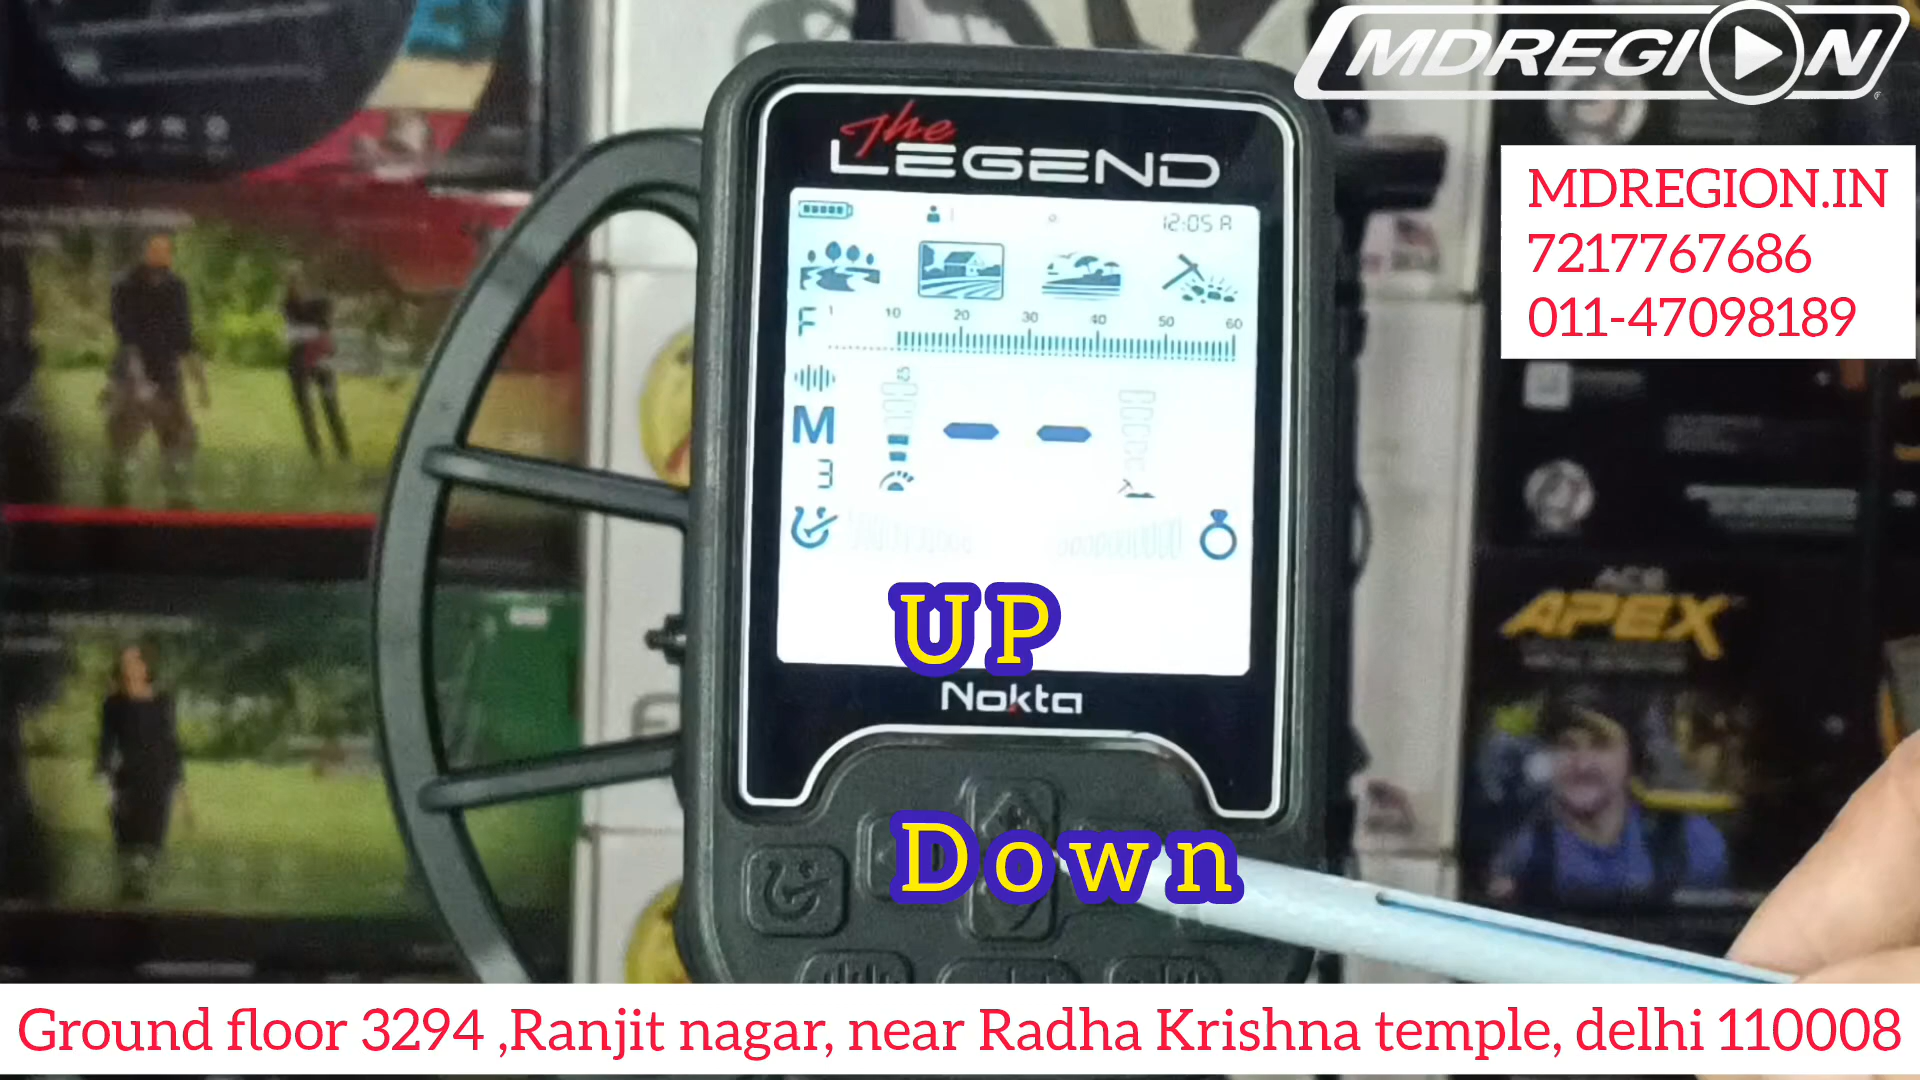 MDREGION
MDREGION.IN
7217767686
011-47098189
The
LEGEND
12:05 A
F
1 10 20 30 40 50 60
M
3
UP
Nokta
Down
APEX
Ground floor 3294 ,Ranjit nagar, near Radha Krishna temple, delhi 110008